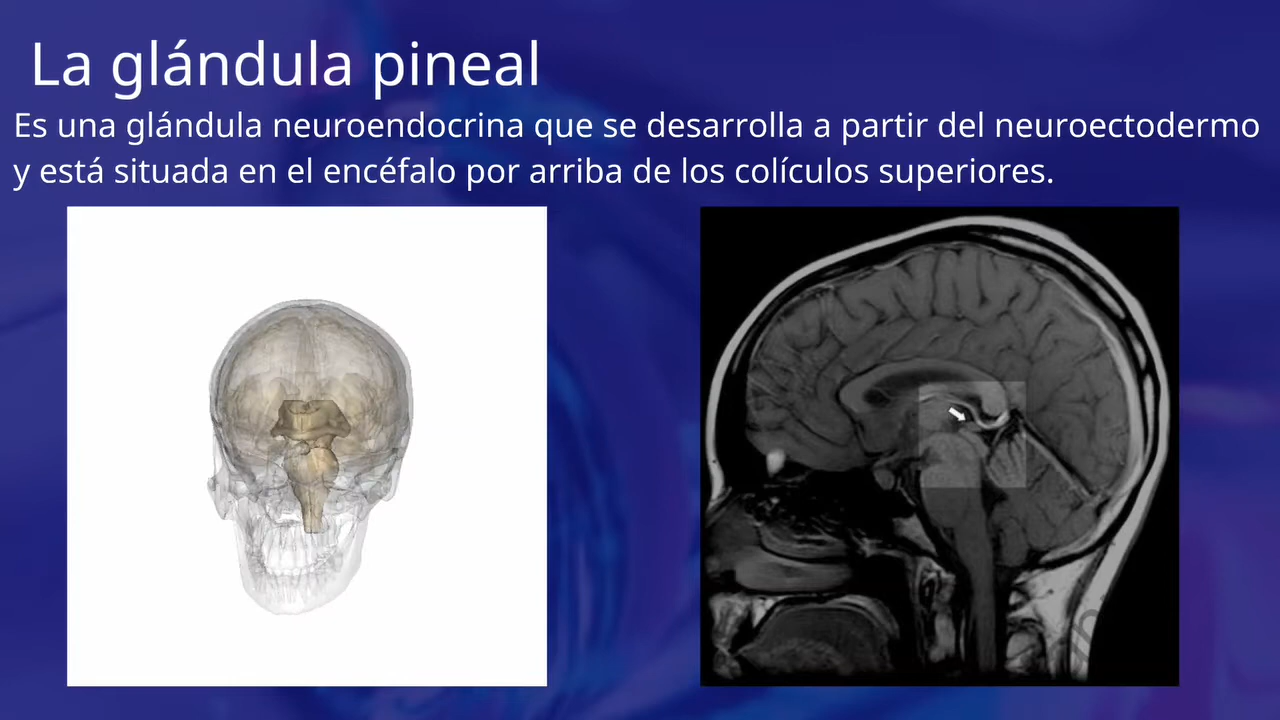 La glándula pineal
Es una glándula neuroendocrina que se desarrolla a partir del neuroectodermo
y está situada en el encéfalo por arriba de los colículos superiores.